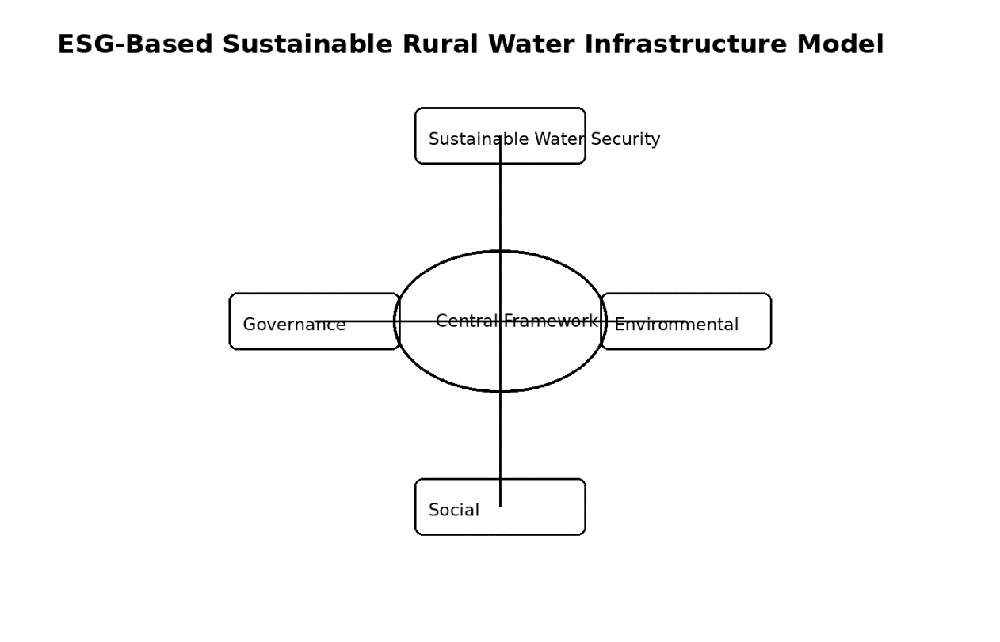 ESG-Based Sustainable Rural Water Infrastructure Model
Sustainable Water Security
Governance
Central Framework
Environmental
Social